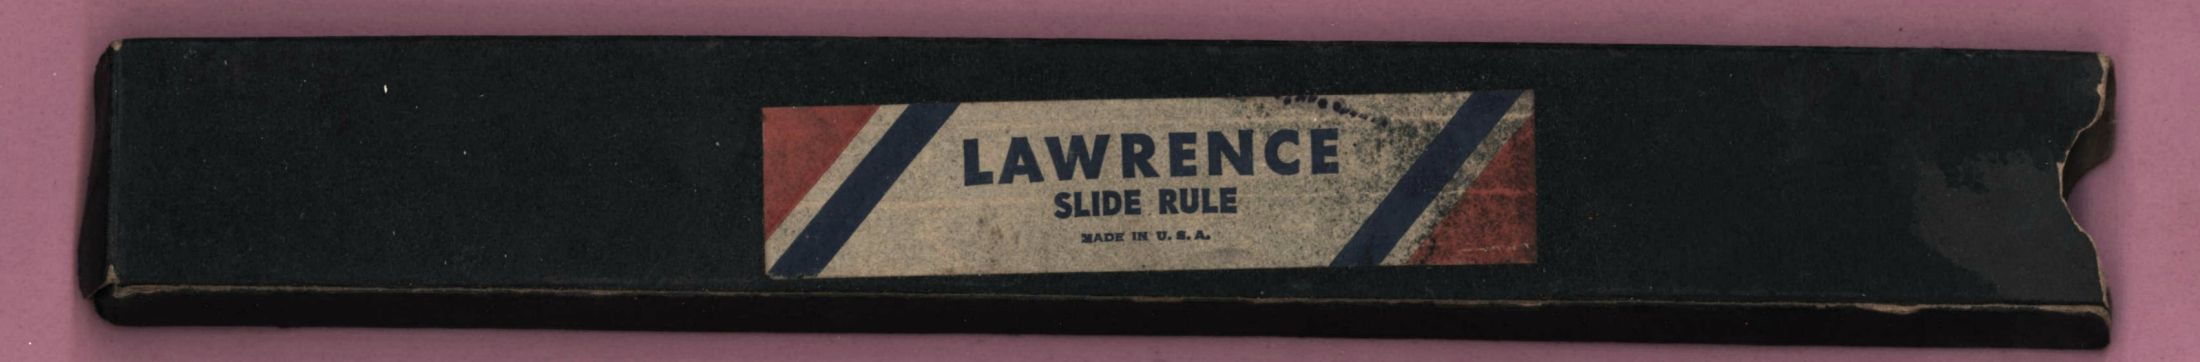 LAWRENCE
SLIDE RULE
MADE IN U. S. A.